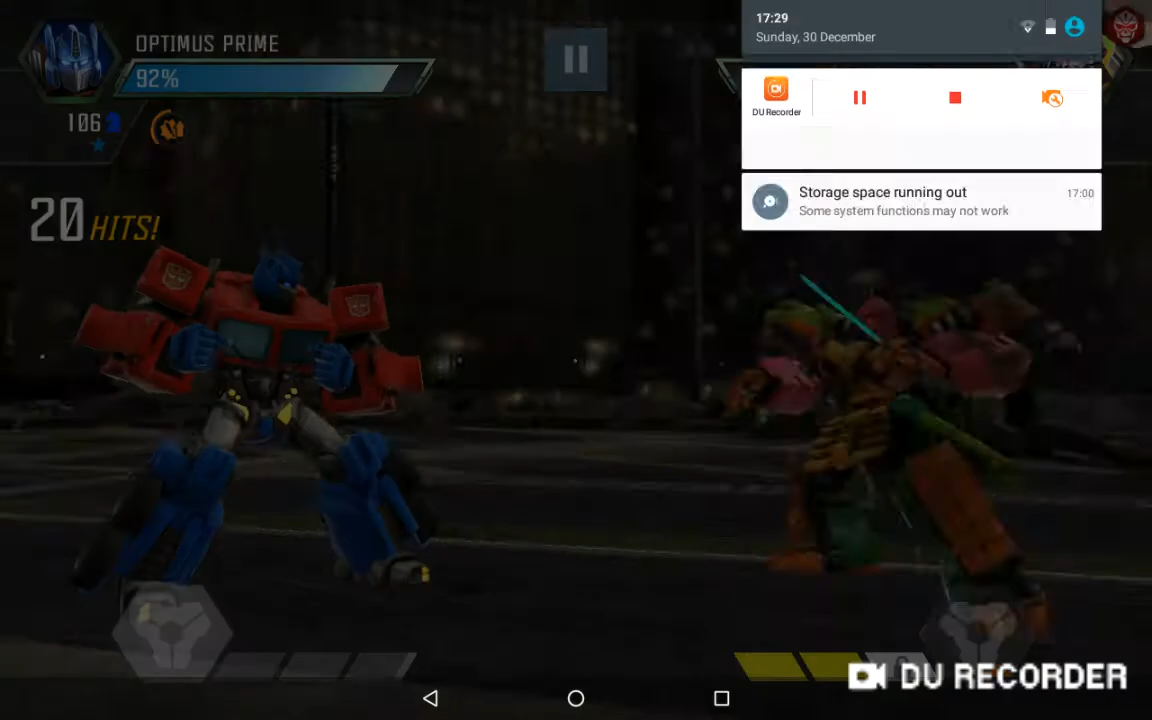 OPTIMUS PRIME
92%
106
20 HITS!
17:29
Sunday, 30 December
DU Recorder
Storage space running out
17:00
Some system functions may not work
DU RECORDER